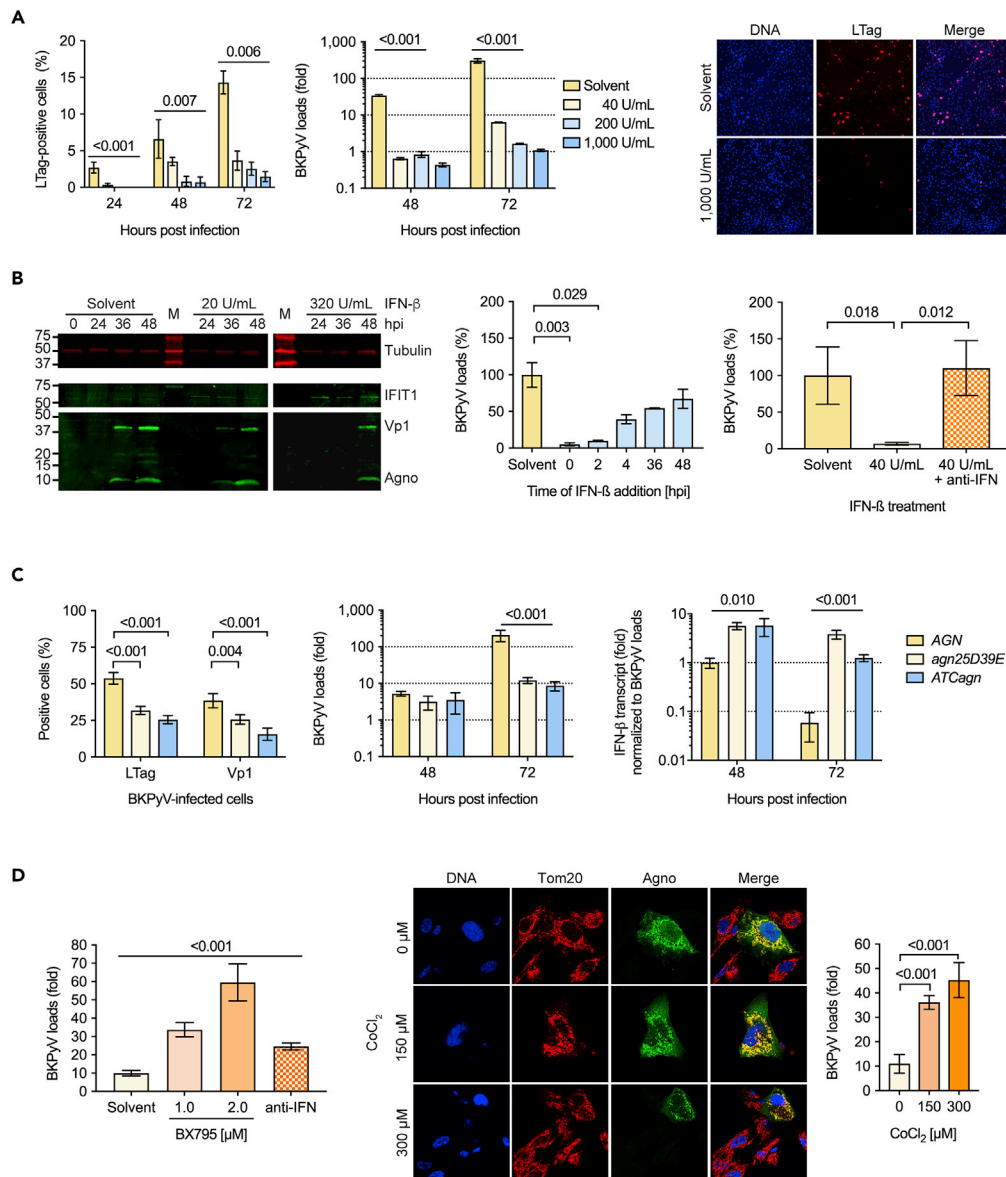 A
LTag-positive cells (%)
20
15
10
5
0
<0.001
0.007
0.006
24 48 72
Hours post infection
BKPyV loads (fold)
1,000
100
10
1
0.1
<0.001 <0.001
48 72
Hours post infection
Solvent
40 U/mL
200 U/mL
1,000 U/mL
DNA LTag Merge
Solvent
1,000 U/mL
B
Solvent M 20 U/mL M 320 U/mL IFN-β
0 24 36 48 24 36 48 24 36 48 hpi
75
50
37
Tubulin
75
50
IFIT1
37
20
15
10
Vp1
Agno
BKPyV loads (%)
200
150
100
50
0
0.029
0.003
Solvent 0 2 4 36 48
Time of IFN-ß addition [hpi]
BKPyV loads (%)
200
150
100
50
0
0.018 0.012
Solvent 40 U/mL 40 U/mL
+ anti-IFN
IFN-ß treatment
C
Positive cells (%)
100
75
50
25
0
<0.001
<0.001
<0.001
0.004
LTag Vp1
BKPyV-infected cells
BKPyV loads (fold)
1,000
100
10
1
0.1
<0.001
48 72
Hours post infection
IFN-β transcript (fold)
normalized to BKPyV loads
10
1
0.1
0.01
0.010 <0.001
48 72
Hours post infection
AGN
agn25D39E
ATCagn
D
BKPyV loads (fold)
80
70
60
50
40
30
20
10
0
<0.001
Solvent 1.0 2.0 anti-IFN
BX795 [µM]
DNA Tom20 Agno Merge
CoCl2
0 µM
150 µM
300 µM
BKPyV loads (fold)
60
50
40
30
20
10
0
<0.001
<0.001
0 150 300
CoCl2 [µM]